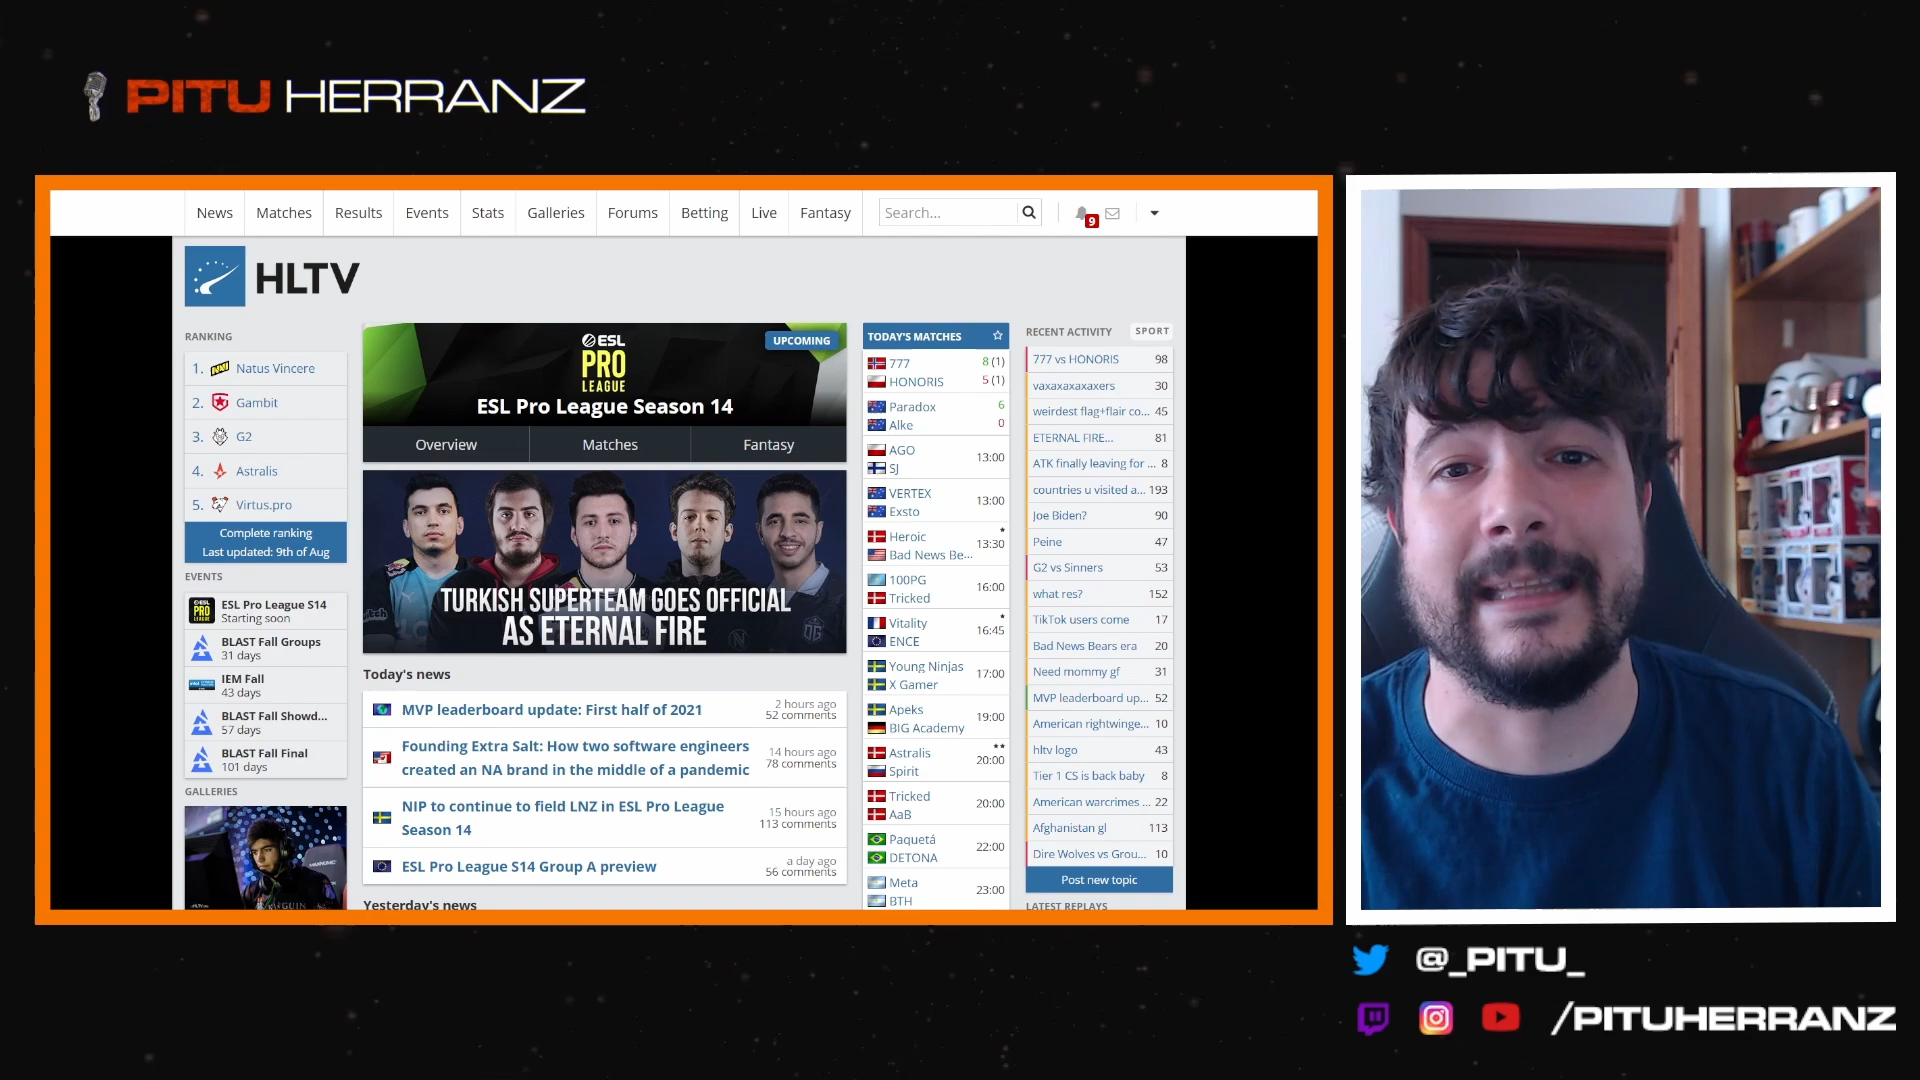 PITU HERRANZ
News Matches Results Events Stats Galleries Forums Betting Live Fantasy Search... 9
HLTV
RANKING
1. Natus Vincere
2. Gambit
3. G2
4. Astralis
5. Virtus.pro
Complete ranking
Last updated: 9th of Aug
EVENTS
ESL Pro League S14
Starting soon
BLAST Fall Groups
31 days
IEM Fall
43 days
BLAST Fall Showd...
57 days
BLAST Fall Final
101 days
GALLERIES
ESL
PRO
LEAGUE
UPCOMING
ESL Pro League Season 14
Overview Matches Fantasy
TURKISH SUPERTEAM GOES OFFICIAL
AS ETERNAL FIRE
Today's news
MVP leaderboard update: First half of 2021
2 hours ago
52 comments
Founding Extra Salt: How two software engineers
created an NA brand in the middle of a pandemic
14 hours ago
78 comments
NIP to continue to field LNZ in ESL Pro League
Season 14
15 hours ago
113 comments
ESL Pro League S14 Group A preview
a day ago
56 comments
Yesterday's news
TODAY'S MATCHES
777 8 (1)
HONORIS 5 (1)
Paradox 6
Alke 0
AGO
SJ
13:00
VERTEX
Exsto
13:00
Heroic
Bad News Be...
13:30
100PG
Tricked
16:00
Vitality
ENCE
16:45
Young Ninjas
X Gamer
17:00
Apeks
BIG Academy
19:00
Astralis
Spirit
20:00
Tricked
AaB
20:00
Paquetá
DETONA
22:00
Meta
BTH
23:00
RECENT ACTIVITY SPORT
777 vs HONORIS 98
vaxaxaxaxaxers 30
weirdest flag+flair co... 45
ETERNAL FIRE... 81
ATK finally leaving for ... 8
countries u visited a... 193
Joe Biden? 90
Peine 47
G2 vs Sinners 53
what res? 152
TikTok users come 17
Bad News Bears era 20
Need mommy gf 31
MVP leaderboard up... 52
American rightwinge... 10
hltv logo 43
Tier 1 CS is back baby 8
American warcrimes ... 22
Afghanistan gl 113
Dire Wolves vs Grou... 10
Post new topic
LATEST REPLAYS
@_PITU_
/PITUHERRANZ